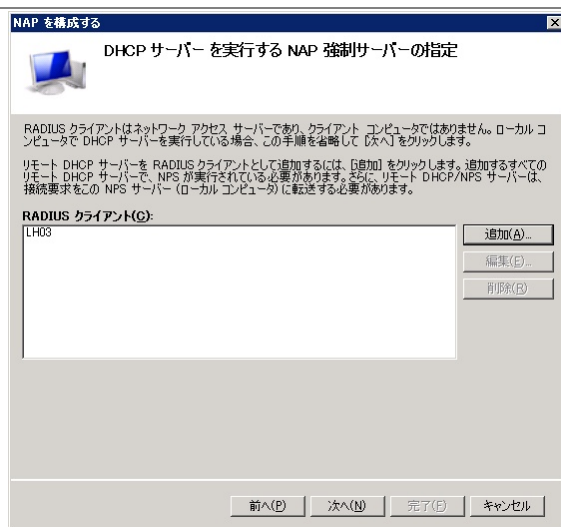 NAP を構成する
DHCP サーバー を実行する NAP 強制サーバーの指定
RADIUS クライアントはネットワーク アクセス サーバーであり、クライアント コンピュータではありません。ローカル コ
ンピュータで DHCP サーバーを実行している場合、この手順を省略して [次へ] をクリックします。
リモート DHCP サーバーを RADIUS クライアントとして追加するには、[追加] をクリックします。追加するすべての
リモート DHCP サーバーで、NPS が実行されている必要があります。さらに、リモート DHCP/NPS サーバーは、
接続要求をこの NPS サーバー (ローカル コンピュータ) に転送する必要があります。
RADIUS クライアント(C):
LH03
追加(A)...
編集(E)...
削除(R)
前へ(P)
次へ(N)
完了(F)
キャンセル